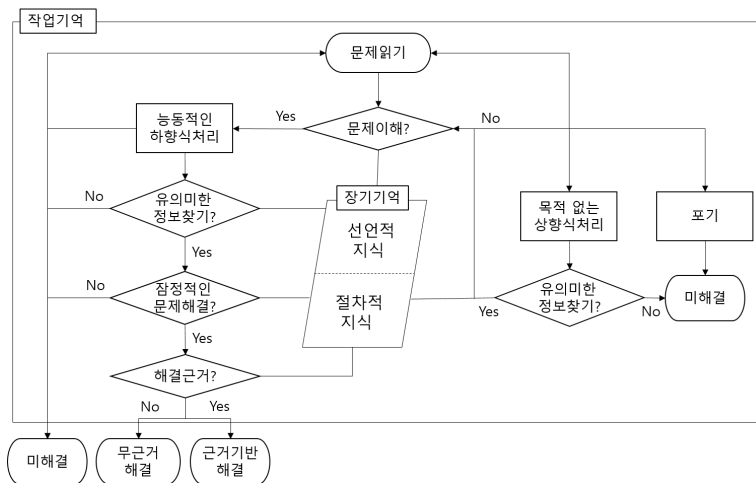 작업기억
문제읽기
능동적인
하향식처리
Yes
문제이해?
No
장기기억
No
유의미한
정보찾기?
선언적
지식
목적 없는
상향식처리
포기
Yes
No
잠정적인
문제해결?
절차적
지식
Yes
유의미한
정보찾기?
No
미해결
Yes
해결근거?
No
Yes
미해결
무근거
해결
근거기반
해결